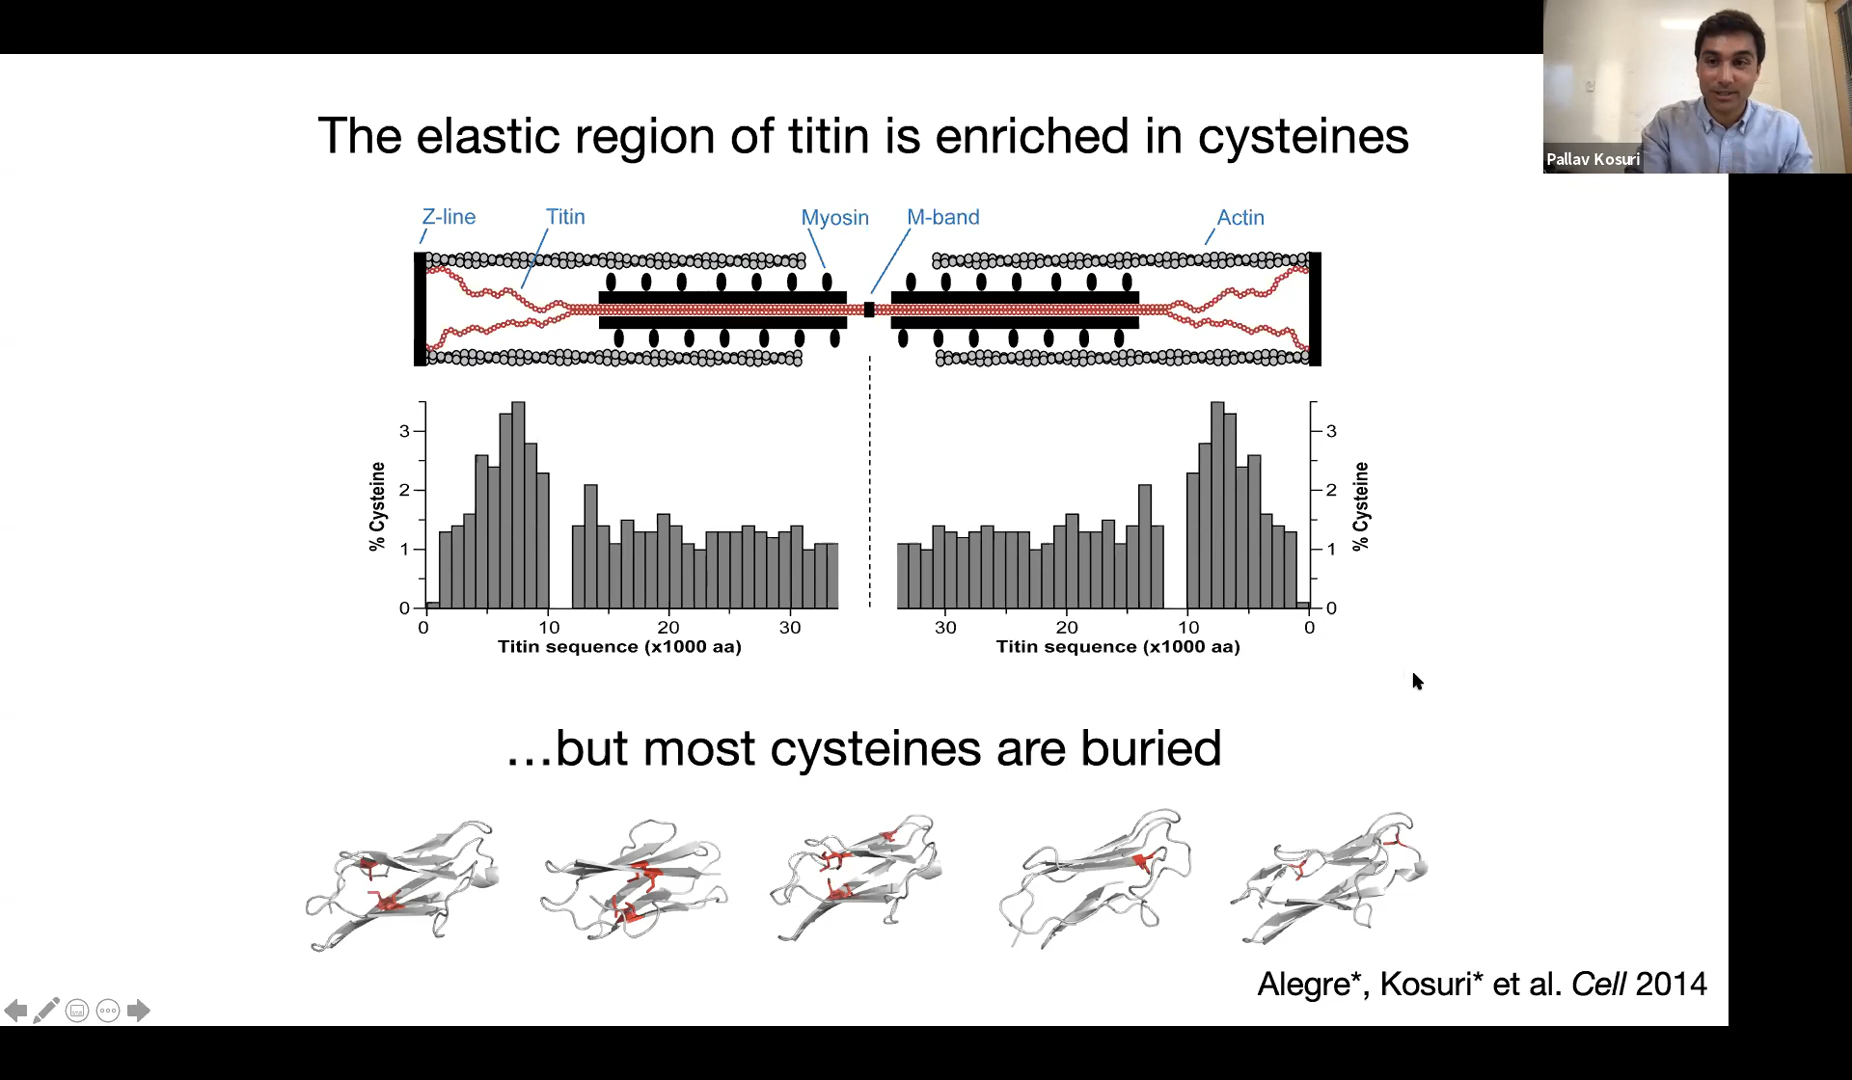 Pallav Kosuri
The elastic region of titin is enriched in cysteines
Z-line Titin Myosin M-band Actin
% Cysteine
3
2
1
0
0 10 20 30
Titin sequence (x1000 aa)
3
2
1
0
% Cysteine
30 20 10 0
Titin sequence (x1000 aa)
...but most cysteines are buried
Alegre*, Kosuri* et al. Cell 2014